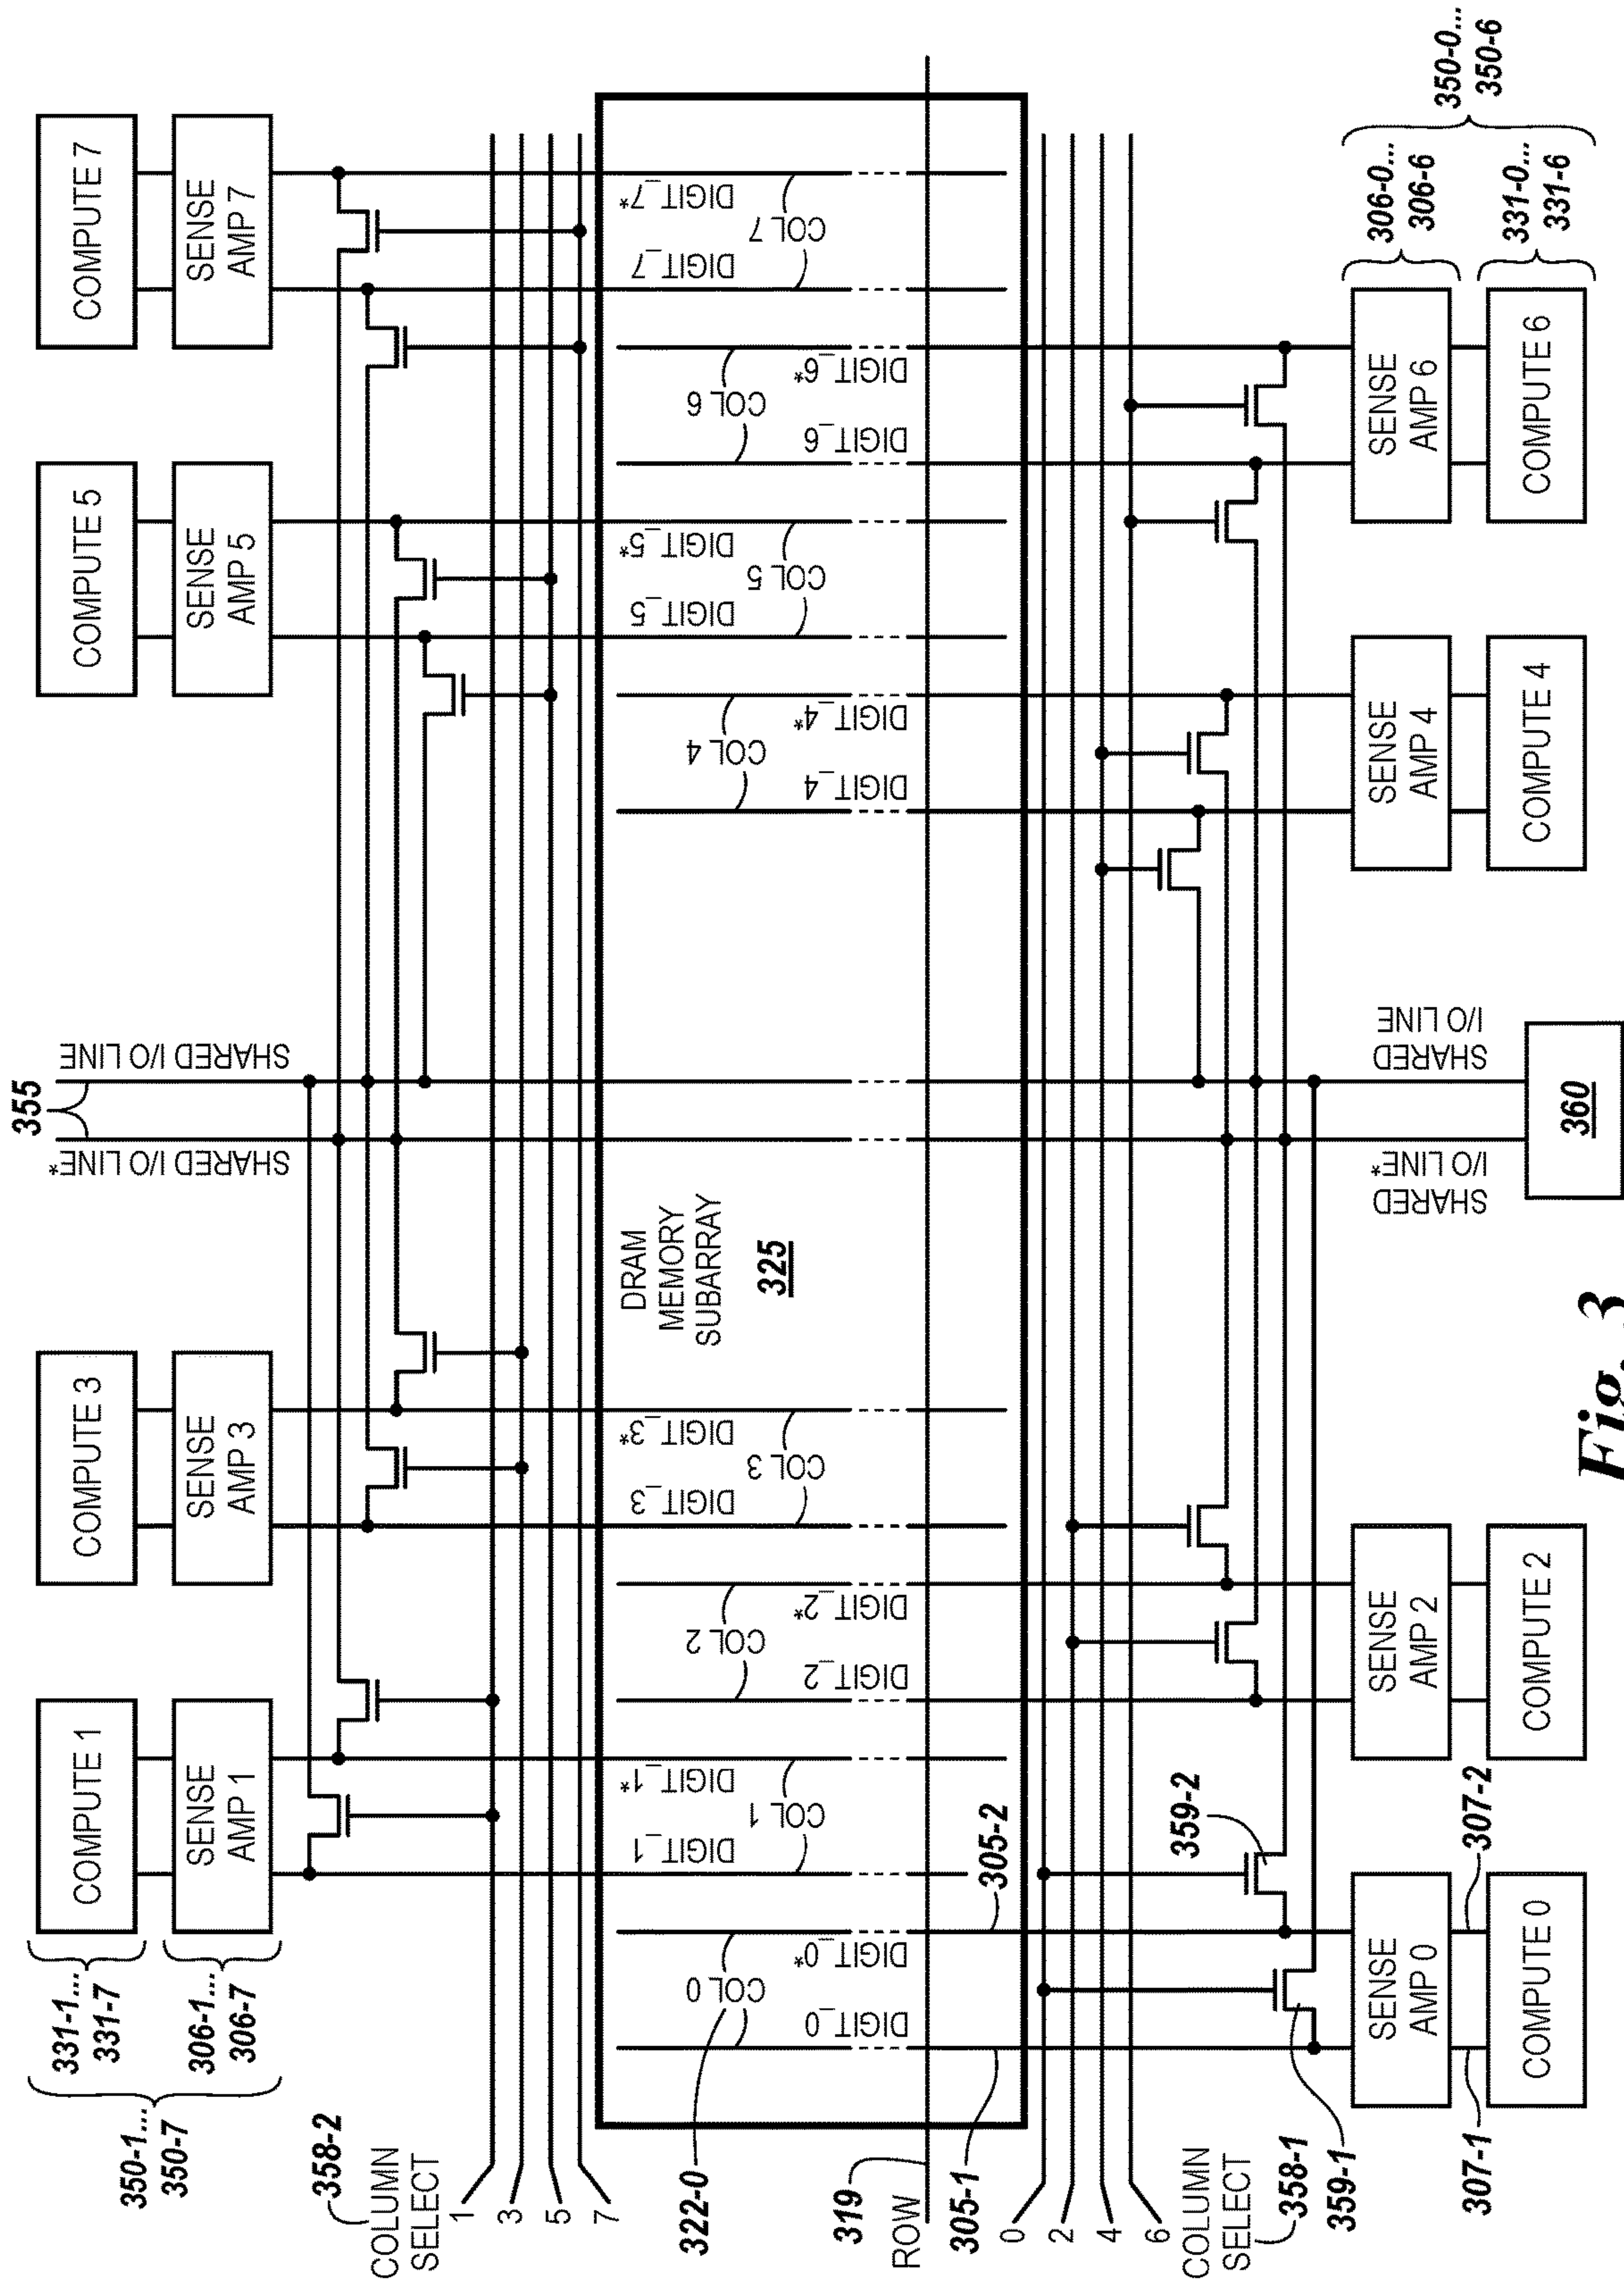 COMPUTE 1
COMPUTE 3
COMPUTE 5
COMPUTE 7
331-1...
331-7
SENSE
AMP 1
SENSE
AMP 3
SENSE
AMP 5
SENSE
AMP 7
306-1...
306-7
350-1...
350-7
355
SHARED I/O LINE*
SHARED I/O LINE
358-2
COLUMN
SELECT
1
3
5
7
DRAM
MEMORY
SUBARRAY
325
322-0
DIGIT_0
COL 0
DIGIT_0*
DIGIT_1
COL 1
DIGIT_1*
DIGIT_2
COL 2
DIGIT_2*
DIGIT_3
COL 3
DIGIT_3*
DIGIT_4
COL 4
DIGIT_4*
DIGIT_5
COL 5
DIGIT_5*
DIGIT_6
COL 6
DIGIT_6*
DIGIT_7
COL 7
DIGIT_7*
319
ROW
305-1
305-2
0
2
4
6
COLUMN
SELECT
358-1
359-1
359-2
SHARED
I/O LINE*
SHARED
I/O LINE
SENSE
AMP 0
SENSE
AMP 2
SENSE
AMP 4
SENSE
AMP 6
306-0...
306-6
350-0...
350-6
307-1
307-2
COMPUTE 0
COMPUTE 2
COMPUTE 4
COMPUTE 6
331-0...
331-6
360
Fig. 3